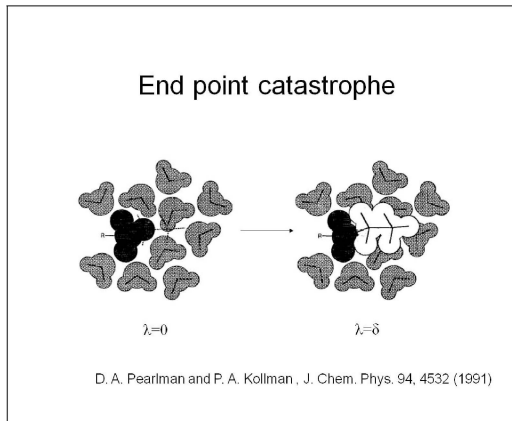 End point catastrophe
R
R
λ=0
λ=δ
D. A. Pearlman and P. A. Kollman , J. Chem. Phys. 94, 4532 (1991)